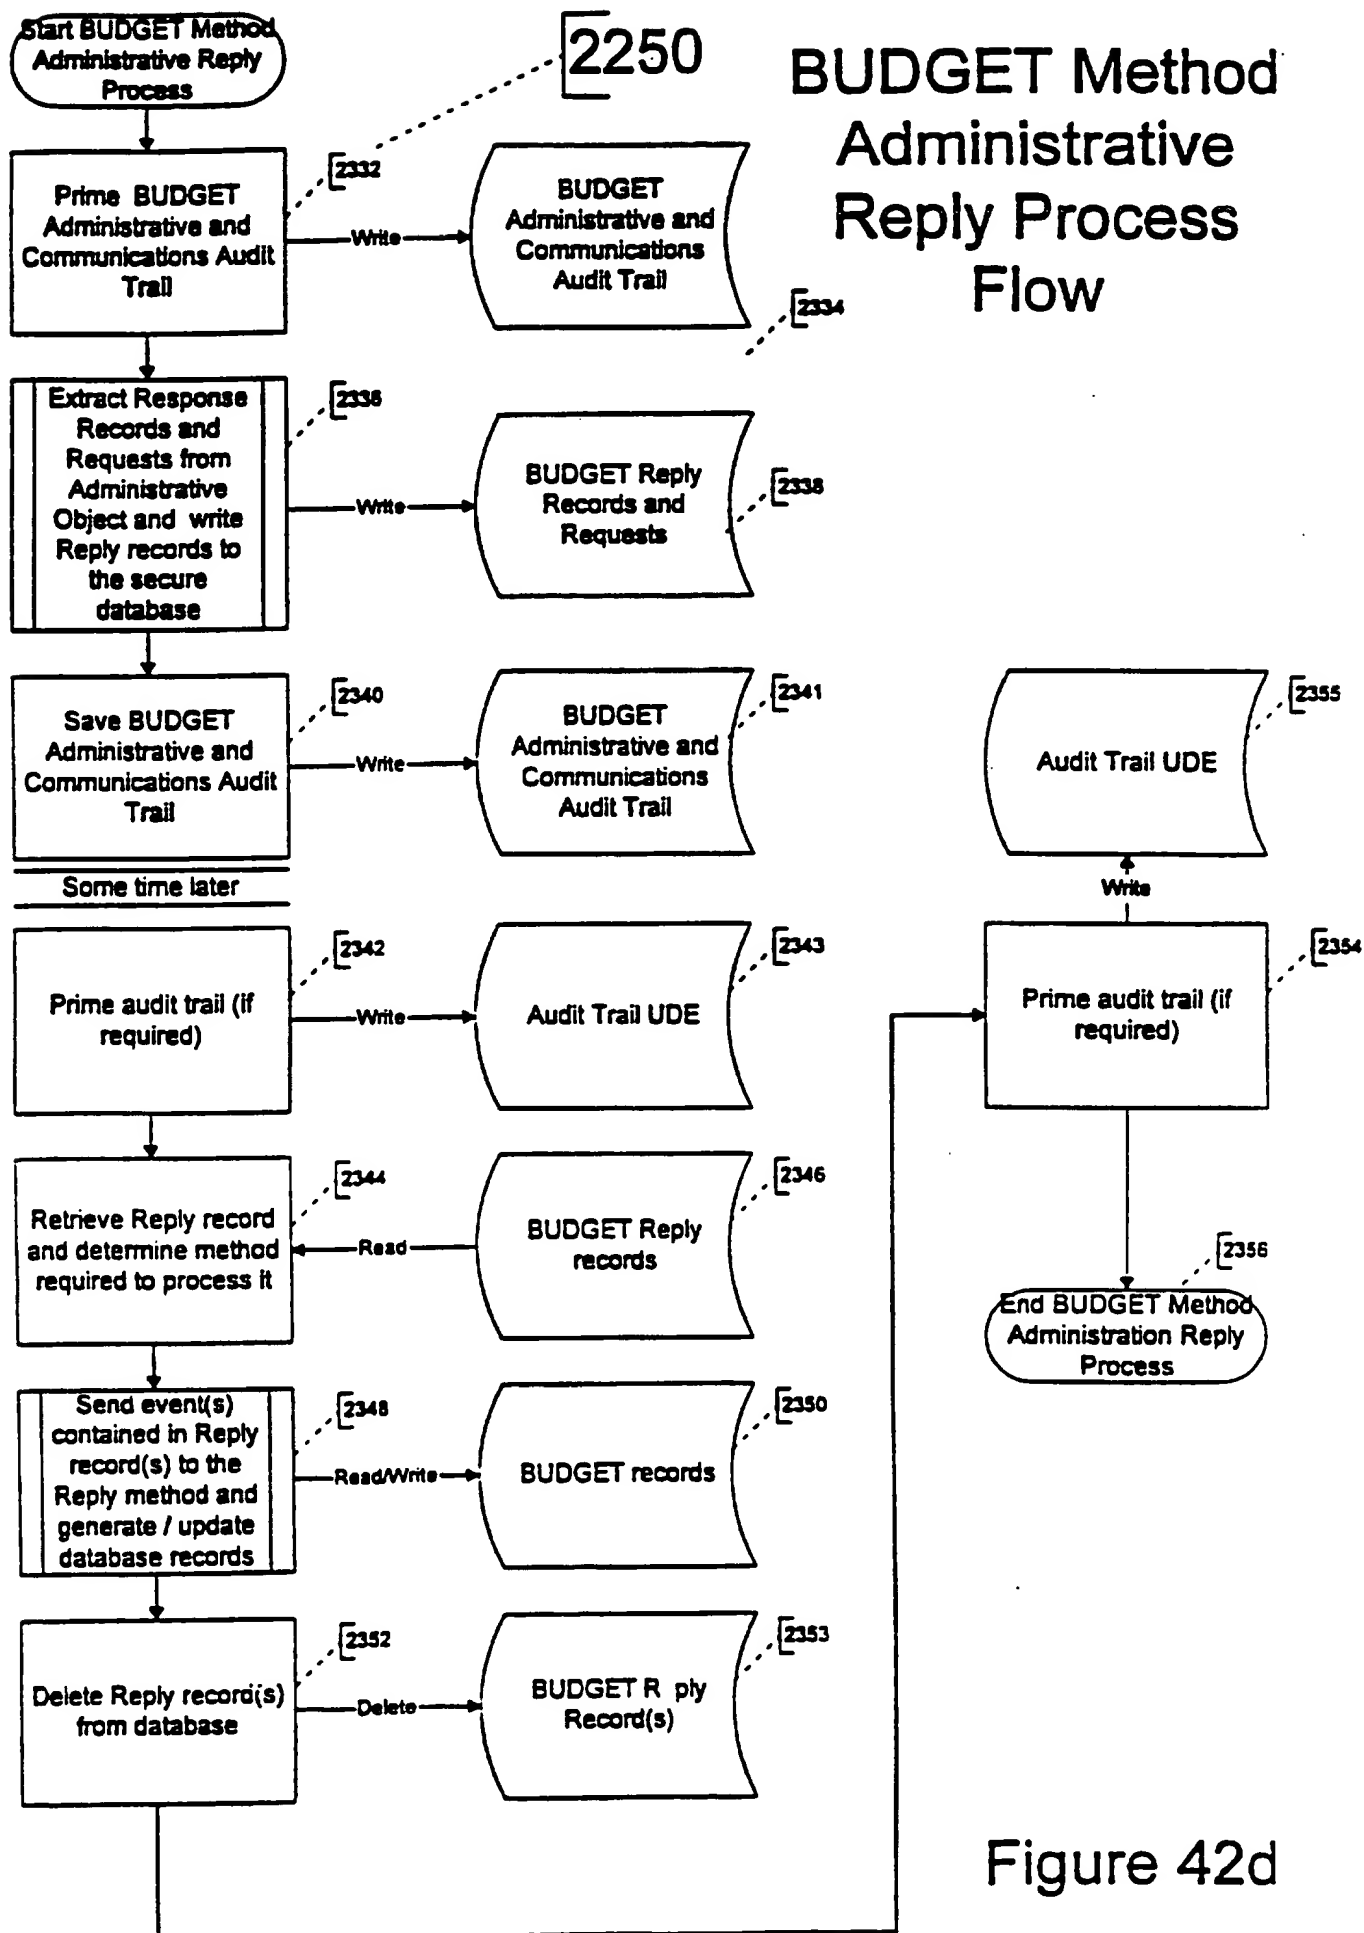 Start BUDGET Method
Administrative Reply
Process
2250
BUDGET Method
Administrative
Reply Process
Flow
Prime BUDGET
Administrative and
Communications Audit
Trail
2332
Write
BUDGET
Administrative and
Communications
Audit Trail
2334
Extract Response
Records and
Requests from
Administrative
Object and write
Reply records to
the secure
database
2336
Write
BUDGET Reply
Records and
Requests
2338
Save BUDGET
Administrative and
Communications Audit
Trail
2340
Write
BUDGET
Administrative and
Communications
Audit Trail
2341
Some time later
Prime audit trail (if
required)
2342
Write
Audit Trail UDE
2343
Retrieve Reply record
and determine method
required to process it
2344
Read
BUDGET Reply
records
2346
Send event(s)
contained in Reply
record(s) to the
Reply method and
generate / update
database records
2348
Read/Write
BUDGET records
2350
Delete Reply record(s)
from database
2352
Delete
BUDGET R ply
Record(s)
2353
Audit Trail UDE
2355
Write
Prime audit trail (if
required)
2354
End BUDGET Method
Administration Reply
Process
2356
Figure 42d